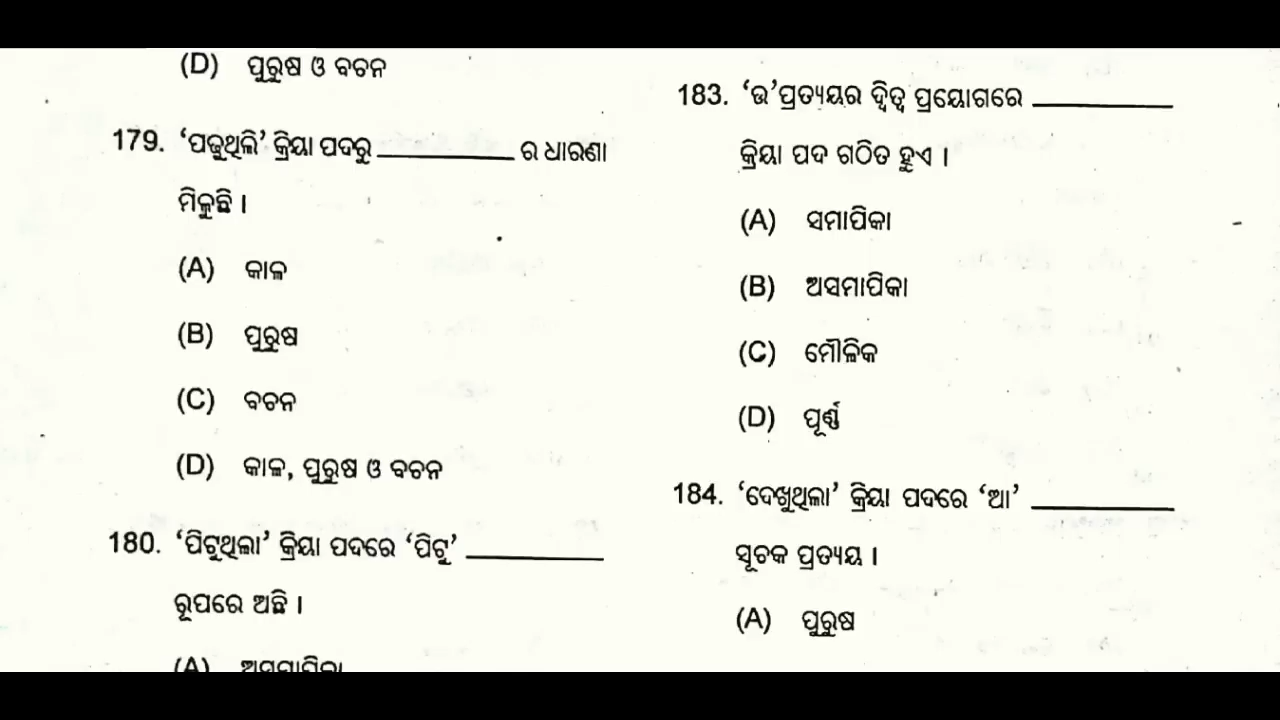 (D) ପୁରୁଷ ଓ ବଚନ
179. ‘ପଢୁଥିଲି’ କ୍ରିୟା ପଦରୁ __________ ର ଧାରଣା
ମିଳୁଛି ।
(A) କାଳ
(B) ପୁରୁଷ
(C) ବଚନ
(D) କାଳ, ପୁରୁଷ ଓ ବଚନ
180. ‘ପିଟୁଥିଲା’ କ୍ରିୟା ପଦରେ ‘ପିଟୁ’ __________
ରୂପରେ ଅଛି ।
(A) ଅସମାପିକା
183. ‘ଉ’ପ୍ରତ୍ୟୟର ଦ୍ୱିତ୍ୱ ପ୍ରୟୋଗରେ __________
କ୍ରିୟା ପଦ ଗଠିତ ହୁଏ ।
(A) ସମାପିକା
(B) ଅସମାପିକା
(C) ମୌଳିକ
(D) ପୂର୍ଣ୍ଣ
184. ‘ଦେଖୁଥିଲା’ କ୍ରିୟା ପଦରେ ‘ଆ’ __________
ସୂଚକ ପ୍ରତ୍ୟୟ ।
(A) ପୁରୁଷ